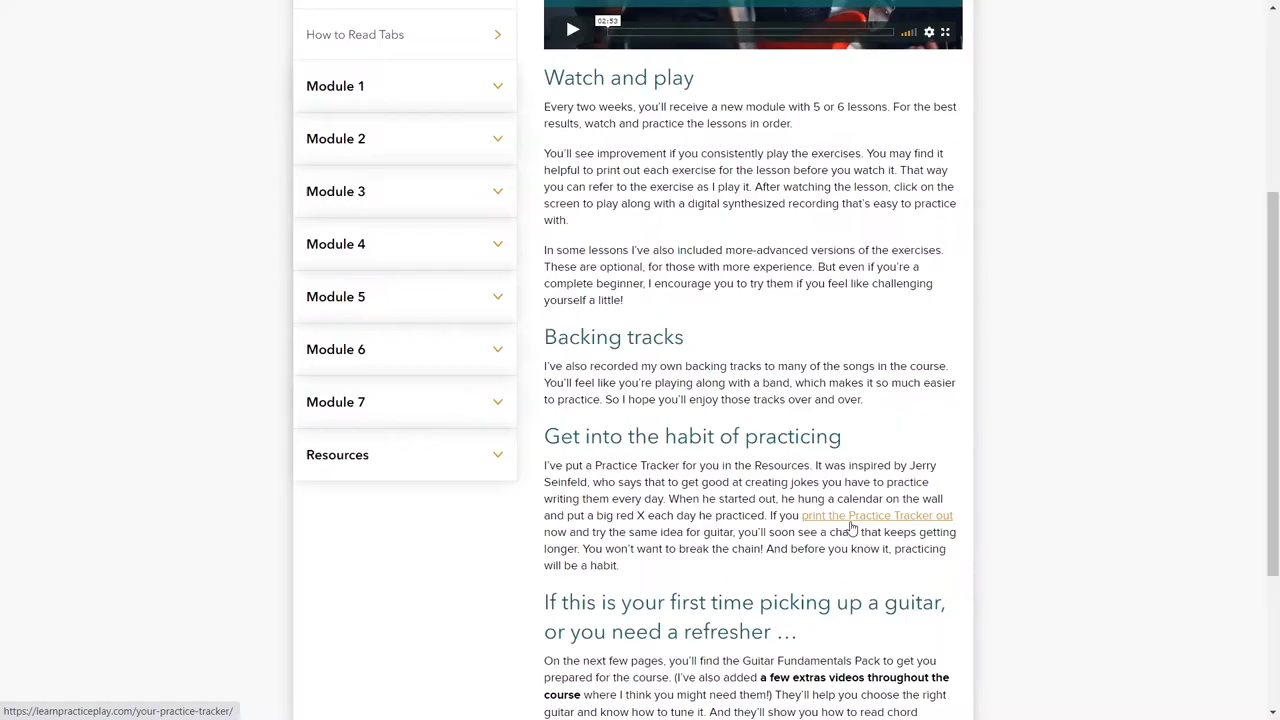 How to Read Tabs
Module 1
Module 2
Module 3
Module 4
Module 5
Module 6
Module 7
Resources
02:53
Watch and play
Every two weeks, you'll receive a new module with 5 or 6 lessons. For the best
results, watch and practice the lessons in order.
You'll see improvement if you consistently play the exercises. You may find it
helpful to print out each exercise for the lesson before you watch it. That way
you can refer to the exercise as I play it. After watching the lesson, click on the
screen to play along with a digital synthesized recording that's easy to practice
with.
In some lessons I've also included more-advanced versions of the exercises.
These are optional, for those with more experience. But even if you're a
complete beginner, I encourage you to try them if you feel like challenging
yourself a little!
Backing tracks
I've also recorded my own backing tracks to many of the songs in the course.
You'll feel like you're playing along with a band, which makes it so much easier
to practice. So I hope you'll enjoy those tracks over and over.
Get into the habit of practicing
I've put a Practice Tracker for you in the Resources. It was inspired by Jerry
Seinfeld, who says that to get good at creating jokes you have to practice
writing them every day. When he started out, he hung a calendar on the wall
and put a big red X each day he practiced. If you print the Practice Tracker out
now and try the same idea for guitar, you'll soon see a chain that keeps getting
longer. You won't want to break the chain! And before you know it, practicing
will be a habit.
If this is your first time picking up a guitar,
or you need a refresher …
On the next few pages, you'll find the Guitar Fundamentals Pack to get you
prepared for the course. (I've also added a few extras videos throughout the
course where I think you might need them!) They'll help you choose the right
guitar and know how to tune it. And they'll show you how to read chord
https://learnpracticeplay.com/your-practice-tracker/